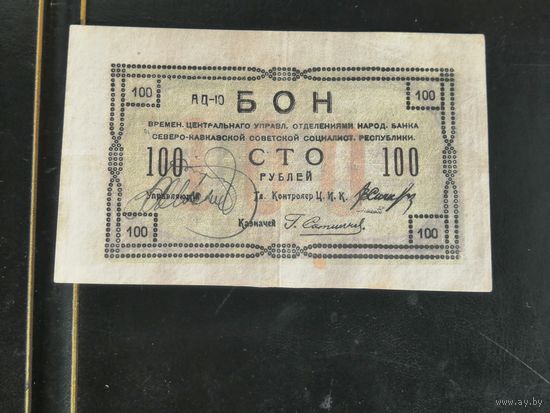 100 АД-10 БОН 100
ВРЕМЕН. ЦЕНТРАЛЬНАГО УПРАВЛ. ОТДЕЛЕНИЯМИ НАРОД. БАНКА
СЕВЕРО-КАВКАЗСКОЙ СОВЕТСКОЙ СОЦИАЛИСТ. РЕСПУБЛИКИ.
100 СТО 100
РУБЛЕЙ
Управляющий Гл. Контролер Ц. И. К.
Казначей
100 100
www.ay.by